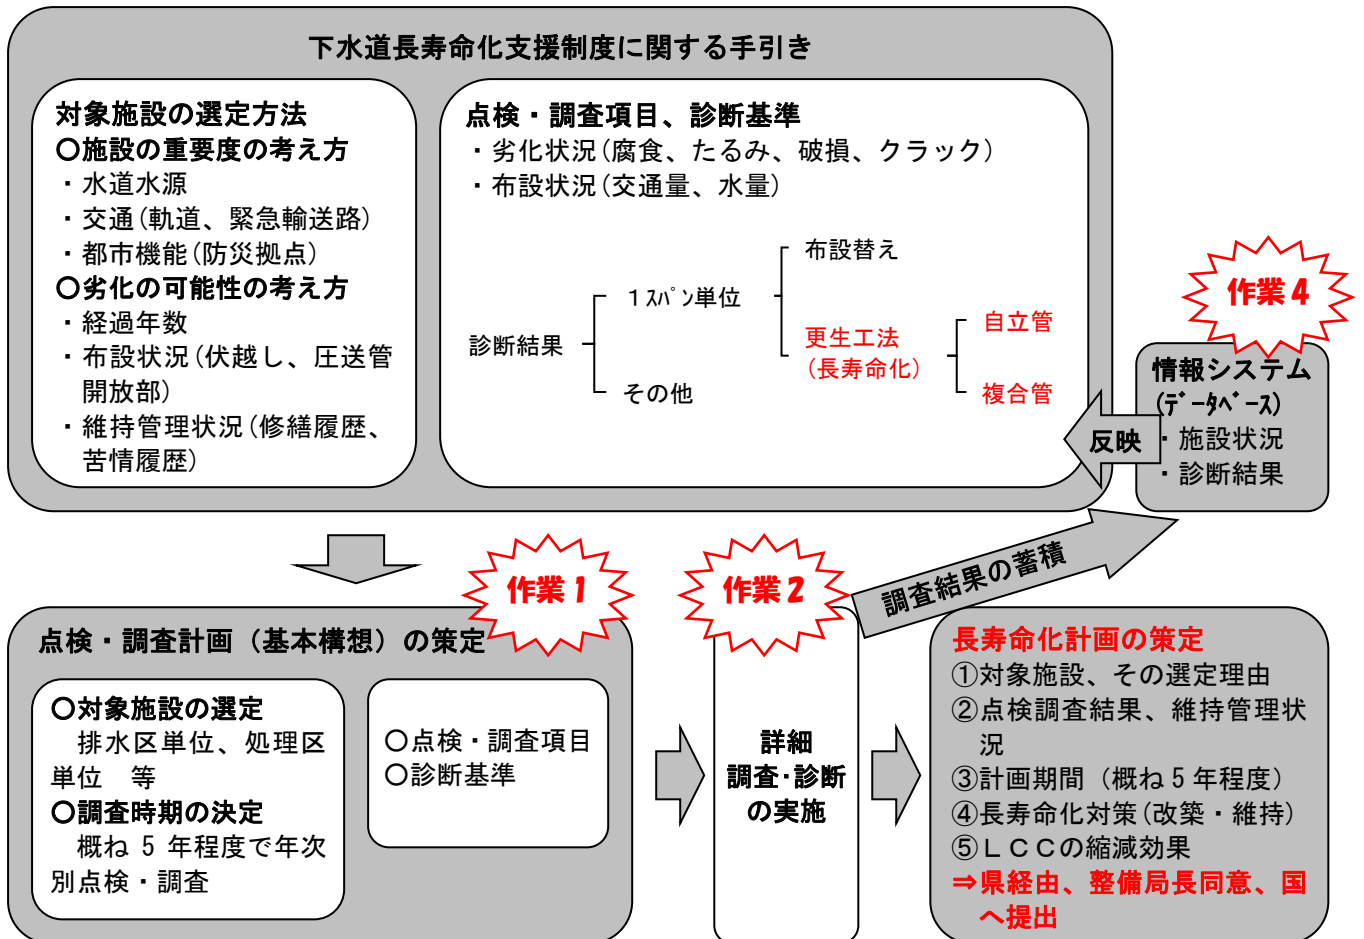 下水道長寿命化支援制度に関する手引き
対象施設の選定方法
〇施設の重要度の考え方
・水道水源
・交通(軌道、緊急輸送路)
・都市機能(防災拠点)
〇劣化の可能性の考え方
・経過年数
・布設状況(伏越し、圧送管
開放部)
・維持管理状況(修繕履歴、
苦情履歴)
点検・調査項目、診断基準
・劣化状況(腐食、たるみ、破損、クラック)
・布設状況(交通量、水量)
診断結果
1ｽﾊﾟﾝ単位
その他
布設替え
更生工法
(長寿命化)
自立管
複合管
作業4
情報システム
(ﾃﾞｰﾀﾍﾞｰｽ)
・施設状況
・診断結果
反映
作業1
点検・調査計画（基本構想）の策定
〇対象施設の選定
排水区単位、処理区
単位　等
〇調査時期の決定
概ね 5 年程度で年次
別点検・調査
〇点検・調査項目
〇診断基準
作業2
詳細
調査･診断
の実施
調査結果の蓄積
長寿命化計画の策定
①対象施設、その選定理由
②点検調査結果、維持管理状
況
③計画期間（概ね5年程度）
④長寿命化対策(改築・維持)
⑤ＬＣＣの縮減効果
⇒県経由、整備局長同意、国
へ提出